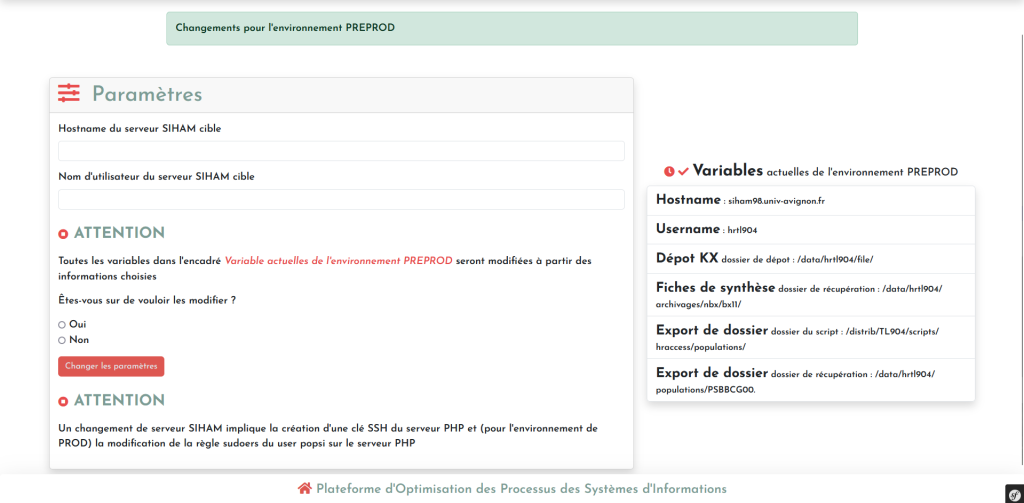 Changements pour l'environnement PREPROD
Paramètres
Hostname du serveur SIHAM cible
Nom d'utilisateur du serveur SIHAM cible
ATTENTION
Toutes les variables dans l'encadré Variable actuelles de l'environnement PREPROD seront modifiées à partir des
informations choisies
Êtes-vous sur de vouloir les modifier ?
Oui
Non
Changer les paramètres
ATTENTION
Un changement de serveur SIHAM implique la création d'une clé SSH du serveur PHP et (pour l'environnement de
PROD) la modification de la règle sudoers du user popsi sur le serveur PHP
Variables actuelles de l'environnement PREPROD
Hostname : siham98.univ-avignon.fr
Username : hrtl904
Dépot KX dossier de dépot : /data/hrtl904/file/
Fiches de synthèse dossier de récupération : /data/hrtl904/
archivages/nbx/bx11/
Export de dossier dossier du script : /distrib/TL904/scripts/
hraccess/populations/
Export de dossier dossier de récupération : /data/hrtl904/
populations/PSBBCG00.
Plateforme d'Optimisation des Processus des Systèmes d'Informations
sf